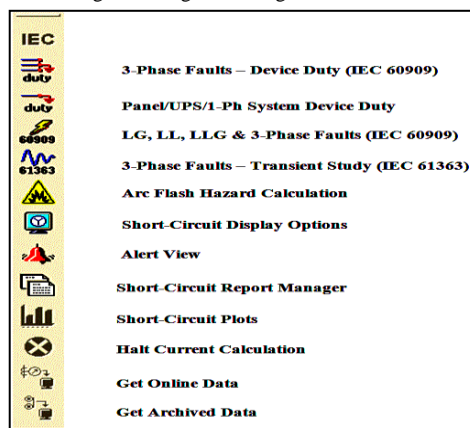 IEC
duty 3-Phase Faults – Device Duty (IEC 60909)
duty Panel/UPS/1-Ph System Device Duty
60909 LG, LL, LLG & 3-Phase Faults (IEC 60909)
61363 3-Phase Faults – Transient Study (IEC 61363)
Arc Flash Hazard Calculation
Short-Circuit Display Options
Alert View
Short-Circuit Report Manager
Short-Circuit Plots
Halt Current Calculation
Get Online Data
Get Archived Data